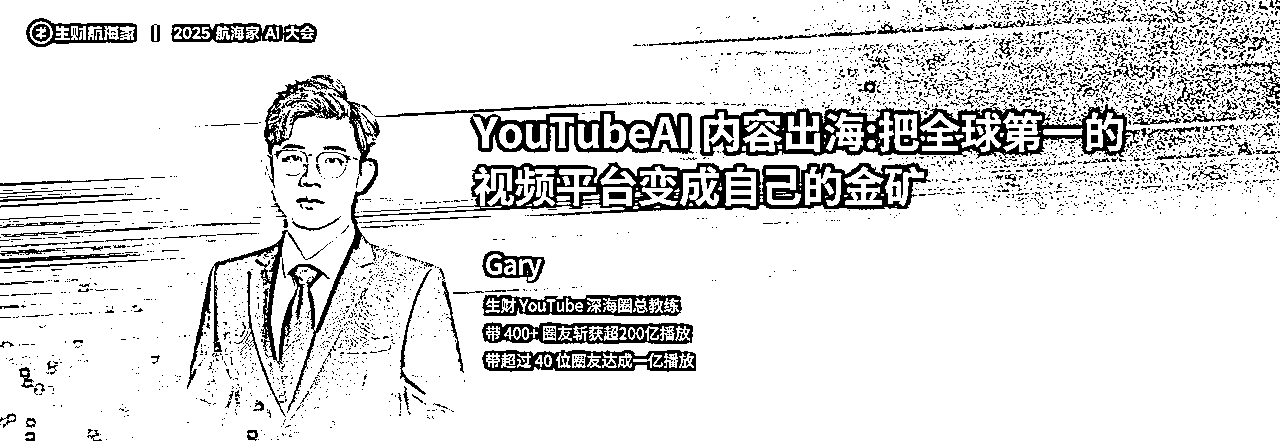 生财航海家 | 2025 航海家 AI 大会
YouTubeAI 内容出海:把全球第一的
视频平台变成自己的金矿
Gary
生财 YouTube 深海圈总教练
带 400+ 圈友斩获超200亿播放
带超过 40 位圈友达成一亿播放